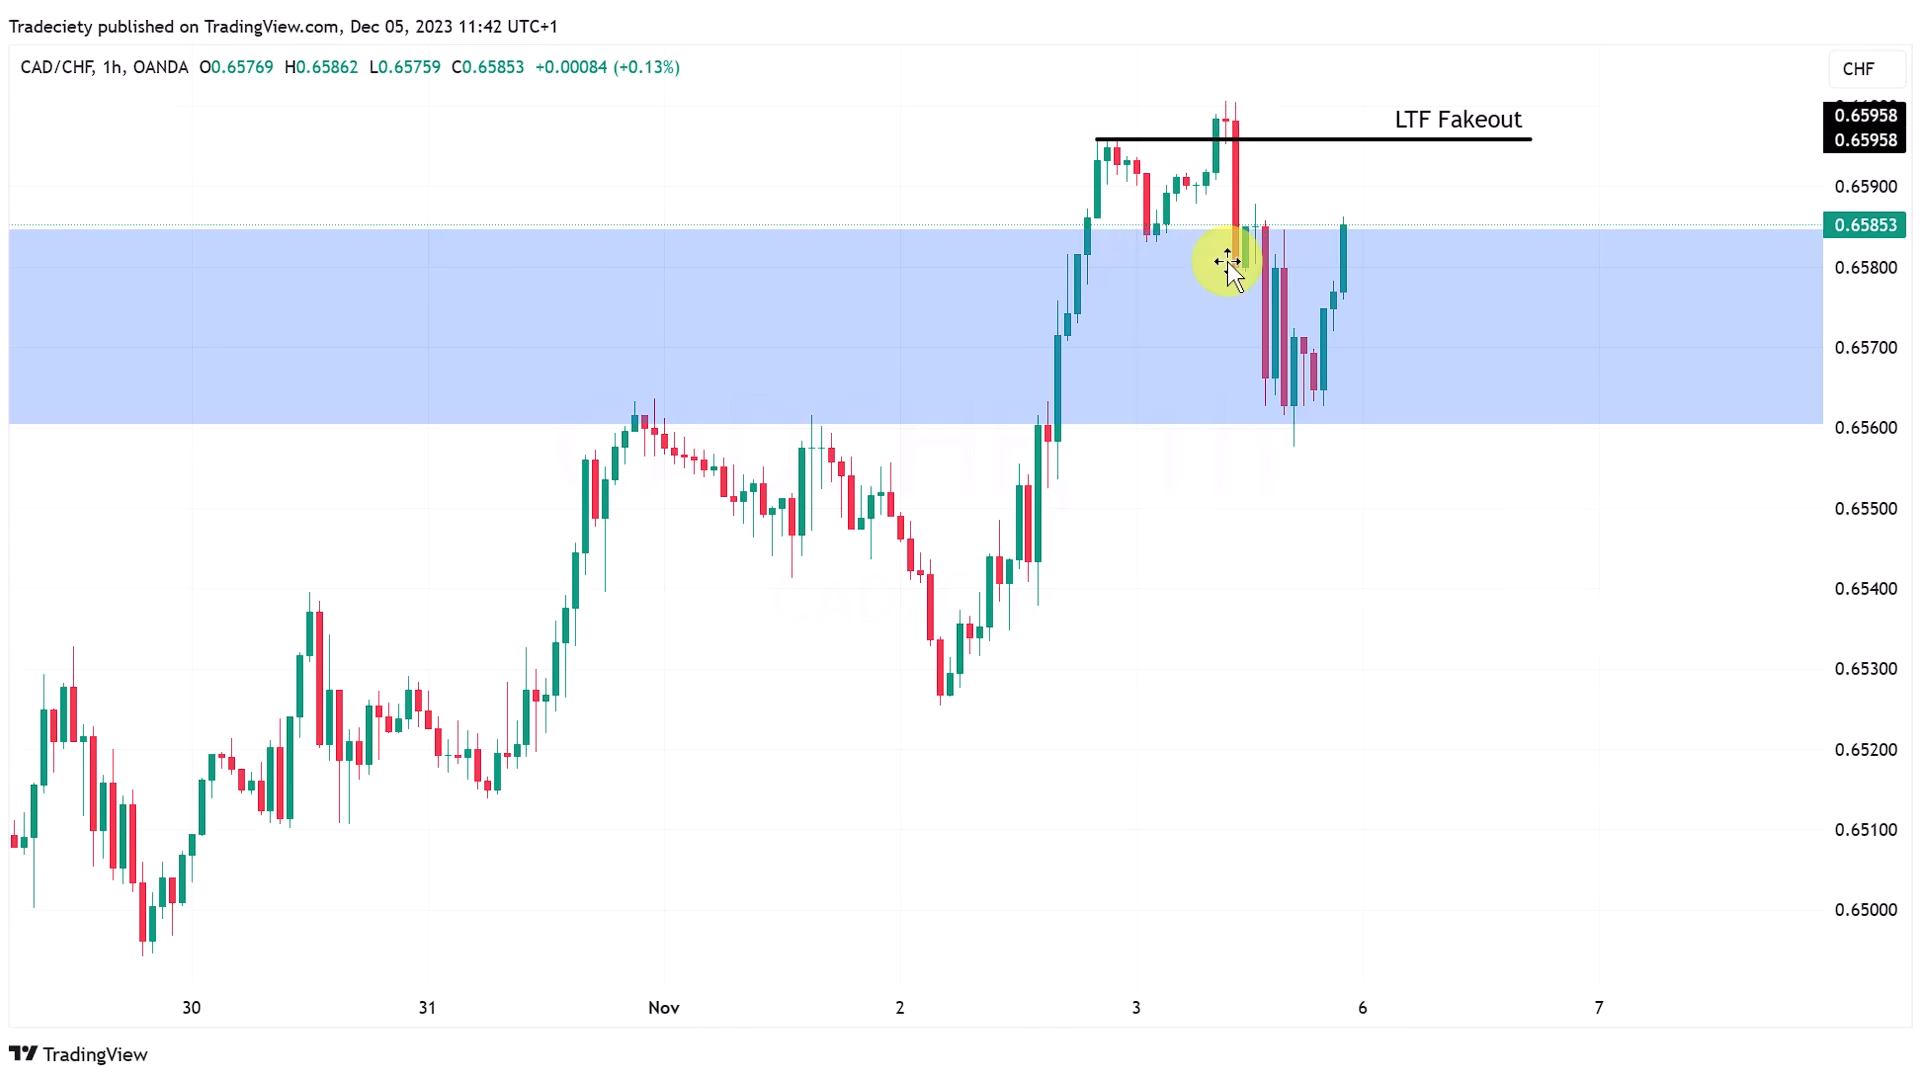 Tradeciety published on TradingView.com, Dec 05, 2023 11:42 UTC+1
CAD/CHF, 1h, OANDA O0.65769 H0.65862 L0.65759 C0.65853 +0.00084 (+0.13%)
CHF
LTF Fakeout
0.65958
0.65958
0.65900
0.65853
0.65800
0.65700
0.65600
0.65500
0.65400
0.65300
0.65200
0.65100
0.65000
30 31 Nov 2 3 6 7
TradingView